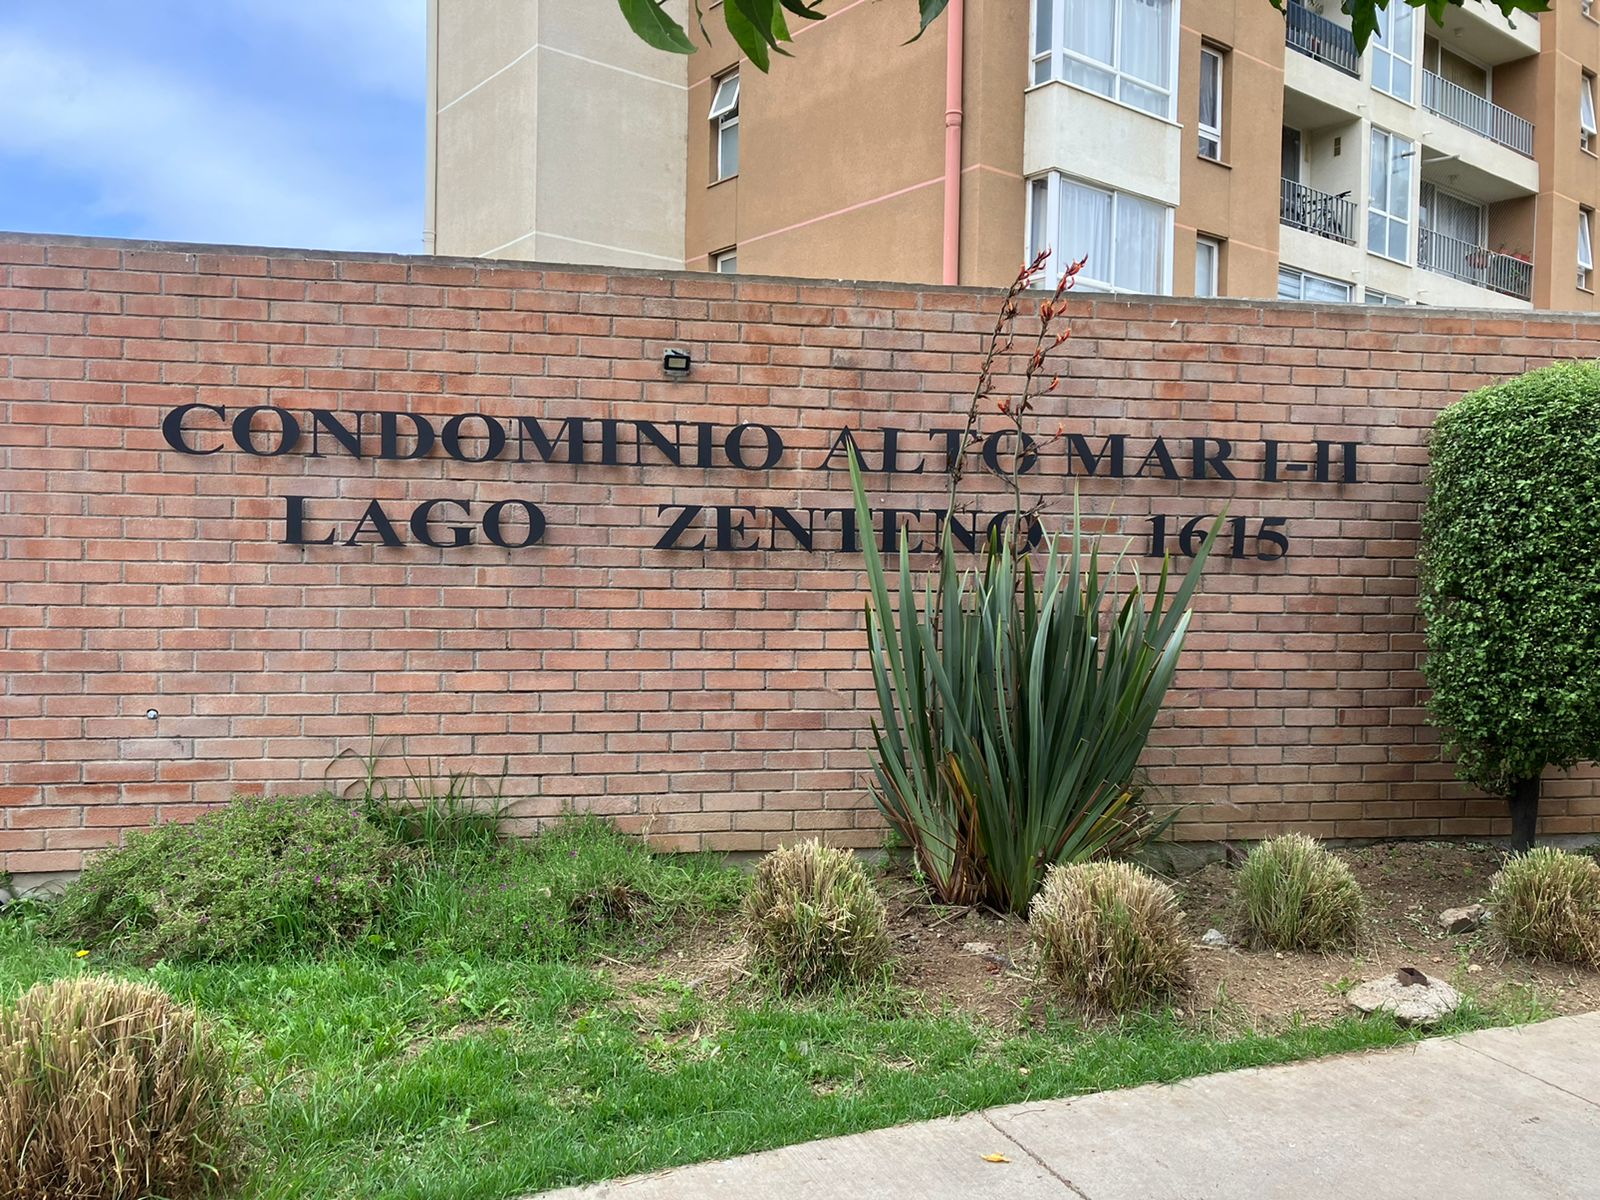 CONDOMINIO ALTO MAR I-II
LAGO ZENTENO 1615